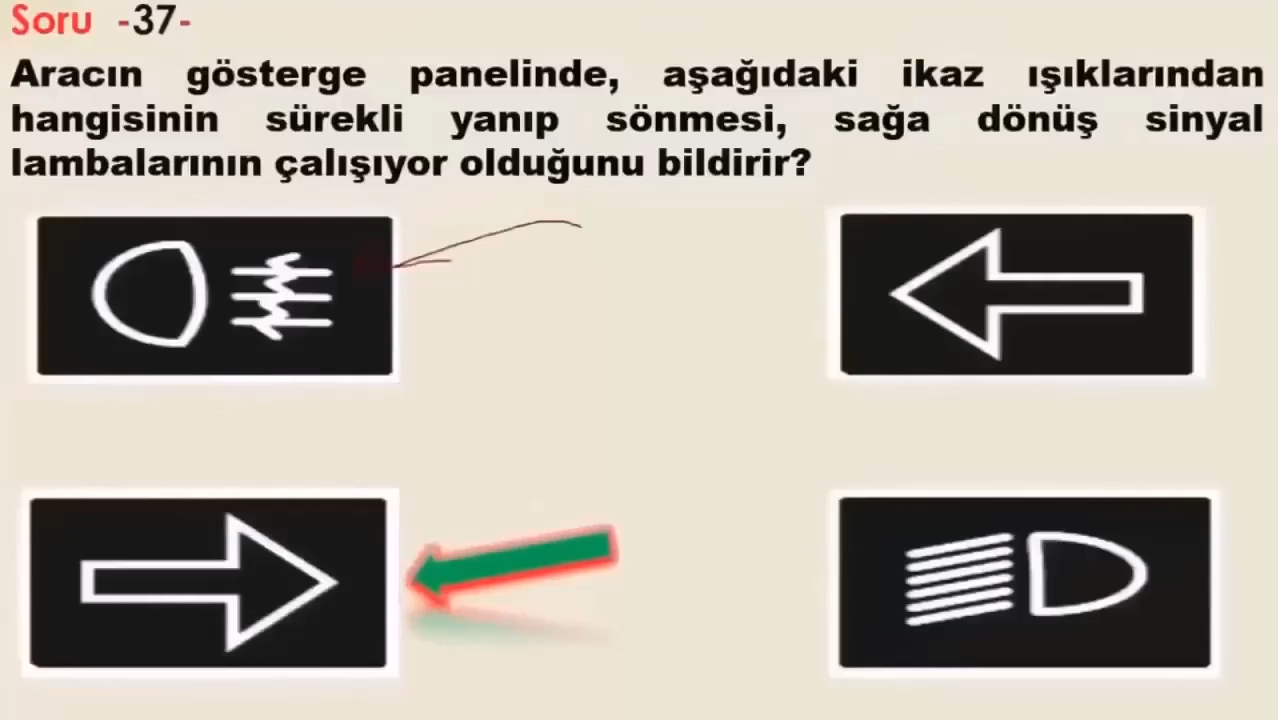 Soru -37-
Aracın gösterge panelinde, aşağıdaki ikaz ışıklarından
hangisinin sürekli yanıp sönmesi, sağa dönüş sinyal
lambalarının çalışıyor olduğunu bildirir?